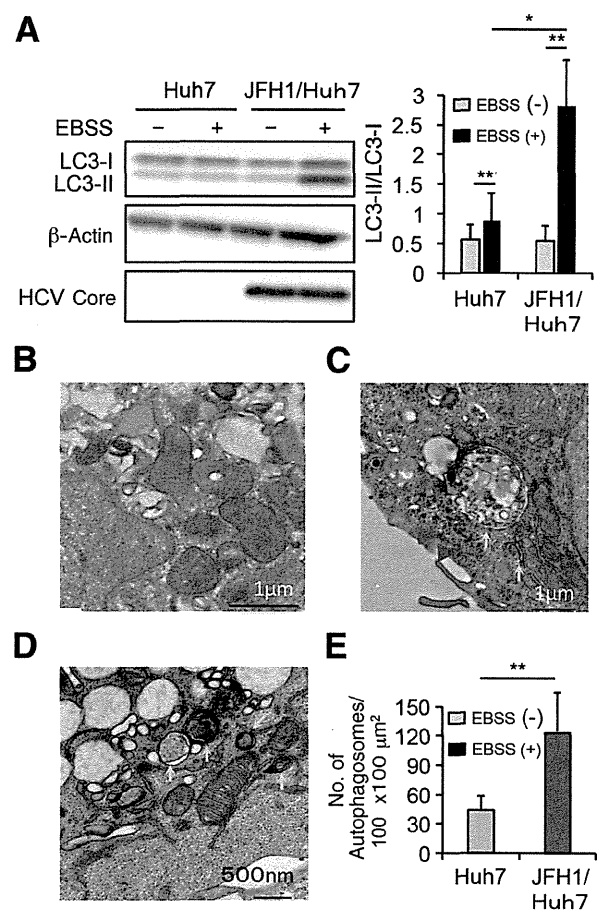 A
Huh7 JFH1/Huh7
EBSS − + − +
LC3-I
LC3-II
β-Actin
HCV Core
*
**
**
EBSS (-)
EBSS (+)
LC3-II/LC3-I
3
2.5
2
1.5
1
0.5
0
Huh7 JFH1/
Huh7
B
1μm
C
1μm
D
500nm
E
**
EBSS (-)
EBSS (+)
No. of
Autophagosomes/
100 x100 μm²
150
120
90
60
30
0
Huh7 JFH1/
Huh7